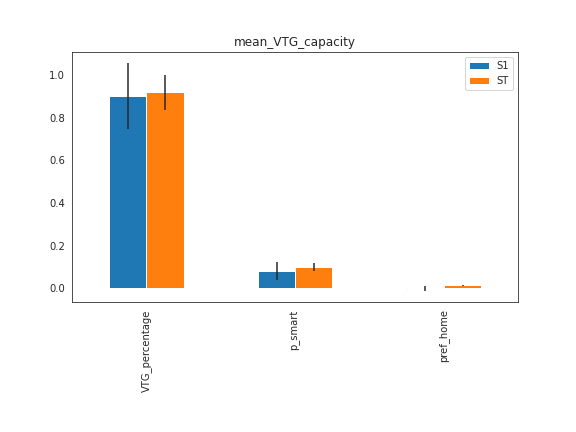 mean_VTG_capacity
S1
ST
1.0
0.8
0.6
0.4
0.2
0.0
VTG_percentage
p_smart
pref_home